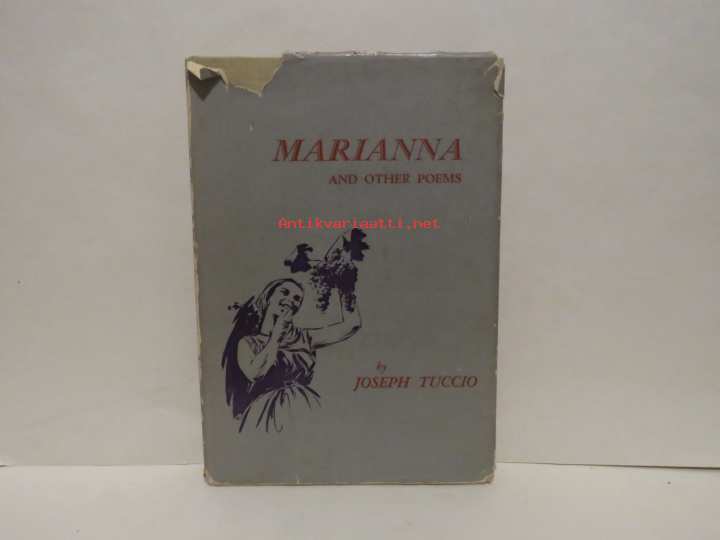 MARIANNA
AND OTHER POEMS
Antikvariaatti.net
by
JOSEPH TUCCIO